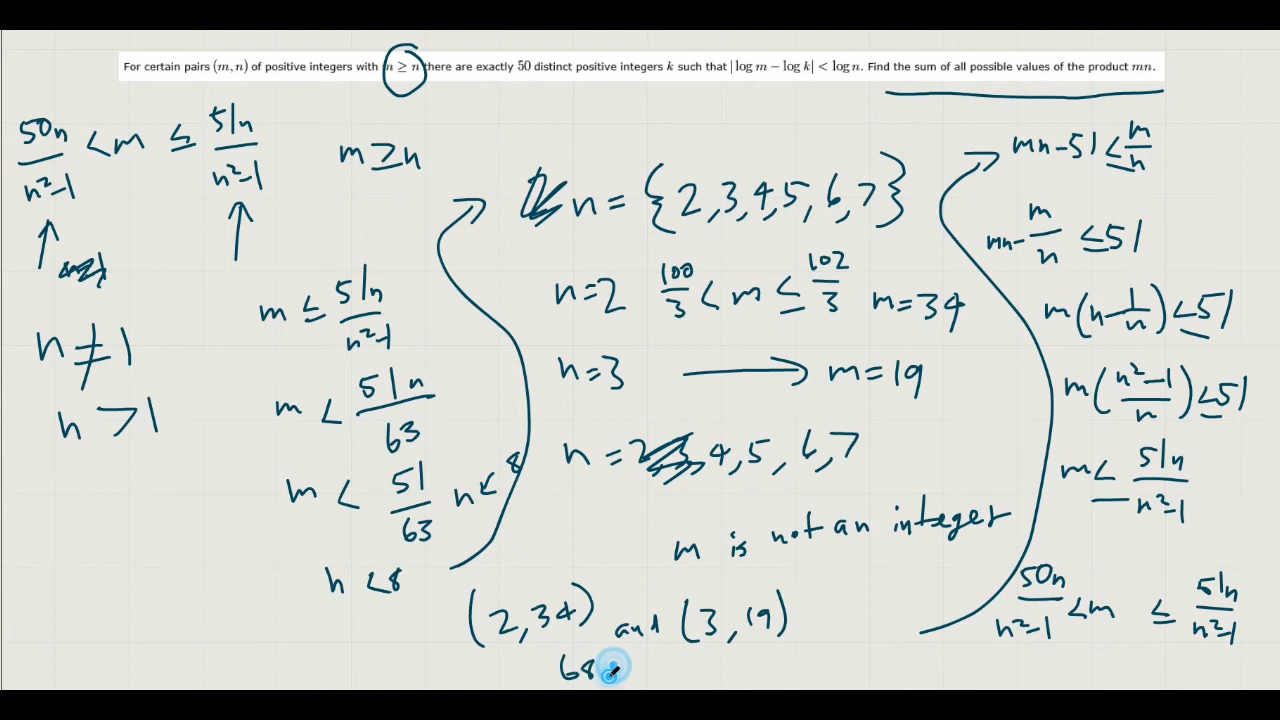 For certain pairs (m, n) of positive integers with m ≥ n there are exactly 50 distinct positive integers k such that |log m − log k| < log n. Find the sum of all possible values of the product mn.
50n/n²-1 < m ≤ 51n/n²-1
m ≥ n
n ≠ 1
n > 1
m ≤ 51n/n²-1
m < 51n/63
m < 51/63 n ↙ 8
n < 8
n = {2,3,4,5,6,7}
n=2 100/3 < m ≤ 102/3 m=34
n=3 → m=19
n = 4,5,6,7
m is not an integer
(2,34) and (3,19)
68
mn-51 ≤ m/n
mn- m/n ≤ 51
m(n-1/n) ≤ 51
m(n²-1/n) ≤ 51
m ≤ 51n/n²-1
50n/n²-1 < m ≤ 51n/n²-1